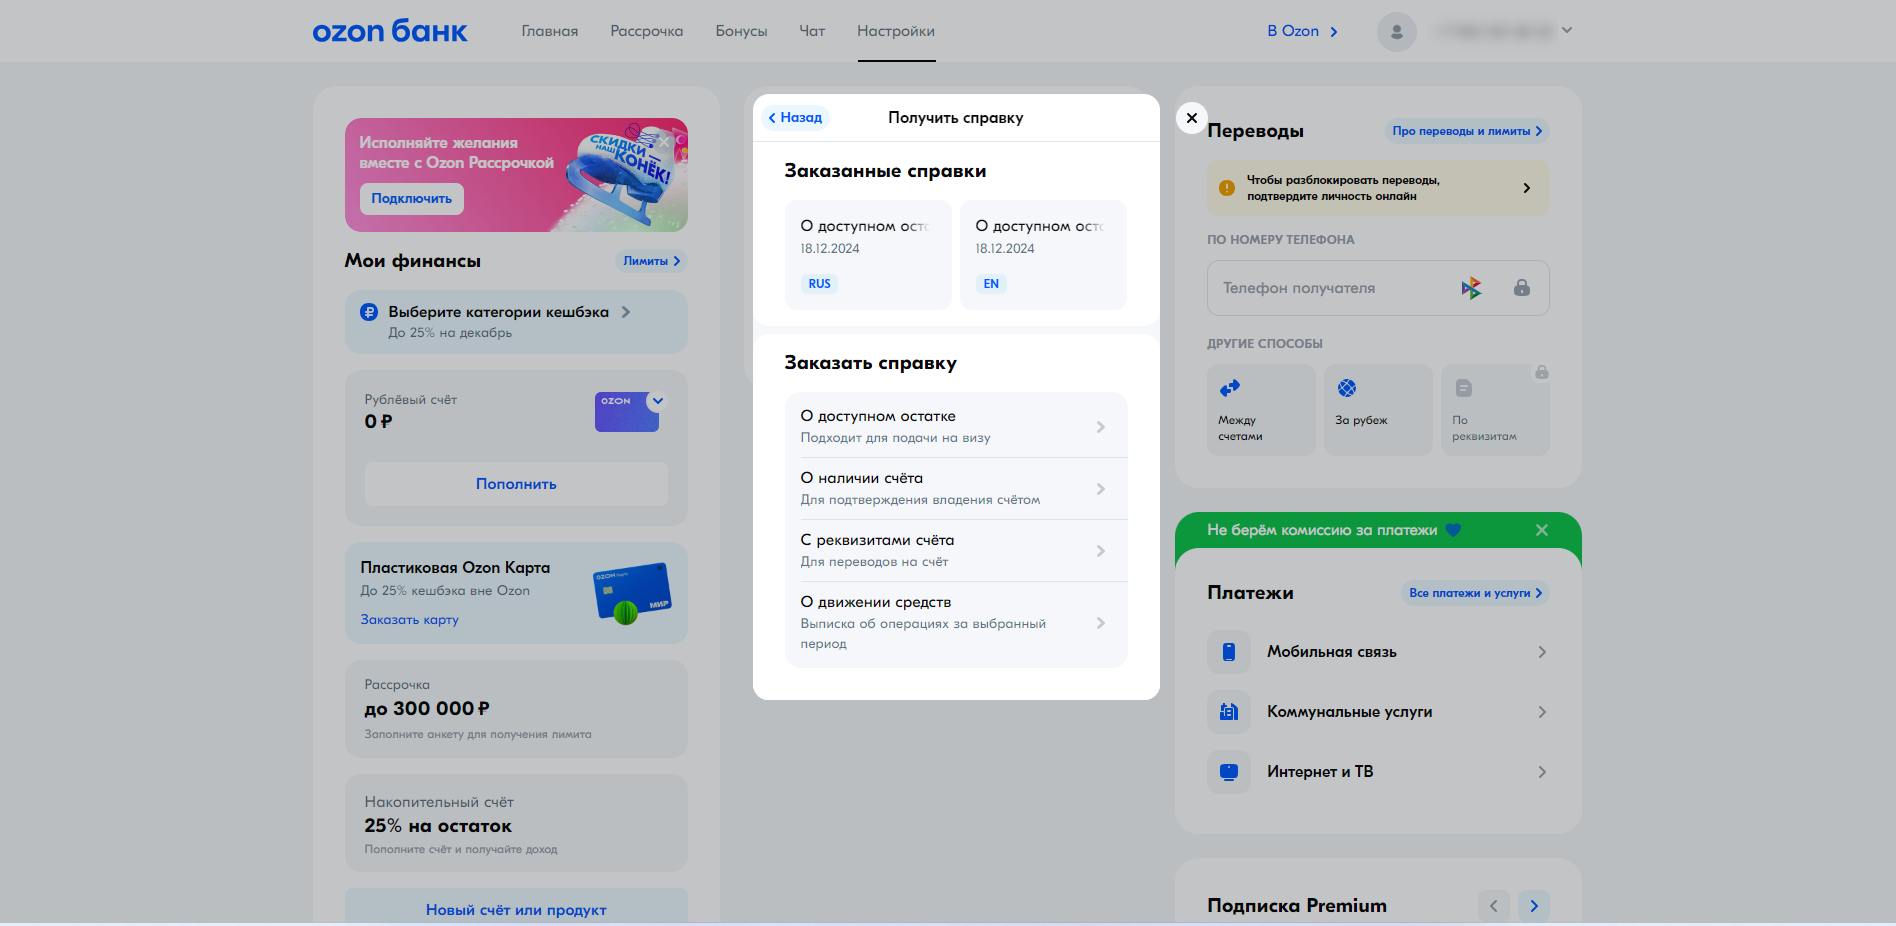 ozon банк
Главная
Рассрочка
Бонусы
Чат
Настройки
В Ozon
Исполняйте желания
вместе с Ozon Рассрочкой
Подключить
СКИДКИ
НАШ
КОНЁК!
Мои финансы
Лимиты
Выберите категории кешбэка
До 25% на декабрь
Рублёвый счёт
0 ₽
OZON
Пополнить
Пластиковая Ozon Карта
До 25% кешбэка вне Ozon
Заказать карту
OZON
МИР
Рассрочка
до 300 000 ₽
Заполните анкету для получения лимита
Накопительный счёт
25% на остаток
Пополните счёт и получайте доход
Новый счёт или продукт
Назад
Получить справку
Заказанные справки
О доступном оста
18.12.2024
RUS
О доступном оста
18.12.2024
EN
Заказать справку
О доступном остатке
Подходит для подачи на визу
О наличии счёта
Для подтверждения владения счётом
С реквизитами счёта
Для переводов на счёт
О движении средств
Выписка об операциях за выбранный
период
Переводы
Про переводы и лимиты
Чтобы разблокировать переводы,
подтвердите личность онлайн
ПО НОМЕРУ ТЕЛЕФОНА
Телефон получателя
ДРУГИЕ СПОСОБЫ
Между
счетами
За рубеж
По
реквизитам
Не берём комиссию за платежи
Платежи
Все платежи и услуги
Мобильная связь
Коммунальные услуги
Интернет и ТВ
Подписка Premium